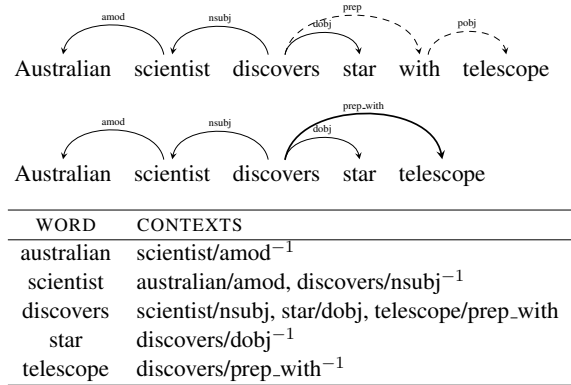 prep
amod nsubj dobj pobj
Australian scientist discovers star with telescope
prep_with
amod nsubj dobj
Australian scientist discovers star telescope
WORD CONTEXTS
australian scientist/amod⁻¹
scientist australian/amod, discovers/nsubj⁻¹
discovers scientist/nsubj, star/dobj, telescope/prep_with
star discovers/dobj⁻¹
telescope discovers/prep_with⁻¹